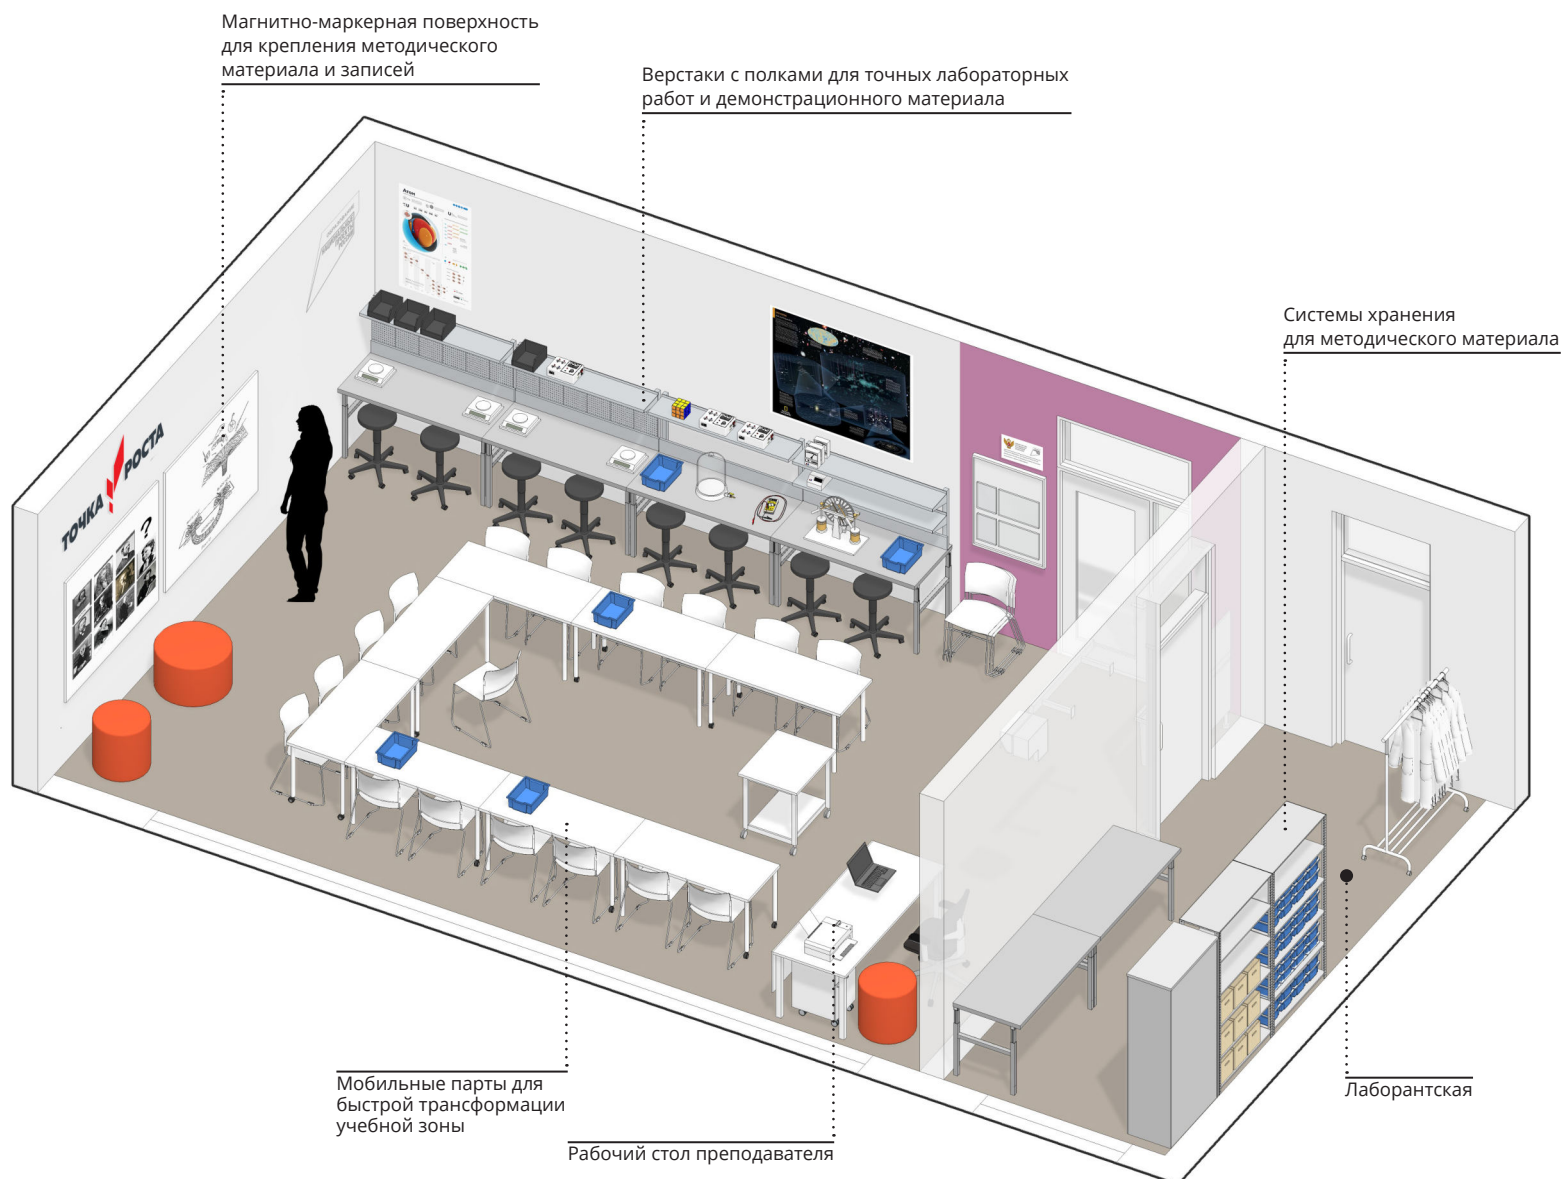 Магнитно-маркерная поверхность
для крепления методического
материала и записей
Верстаки с полками для точных лабораторных
работ и демонстрационного материала
Системы хранения
для методического материала
Атом
ТОЧКА РОСТА
?
Мобильные парты для
быстрой трансформации
учебной зоны
Рабочий стол преподавателя
Лаборантская